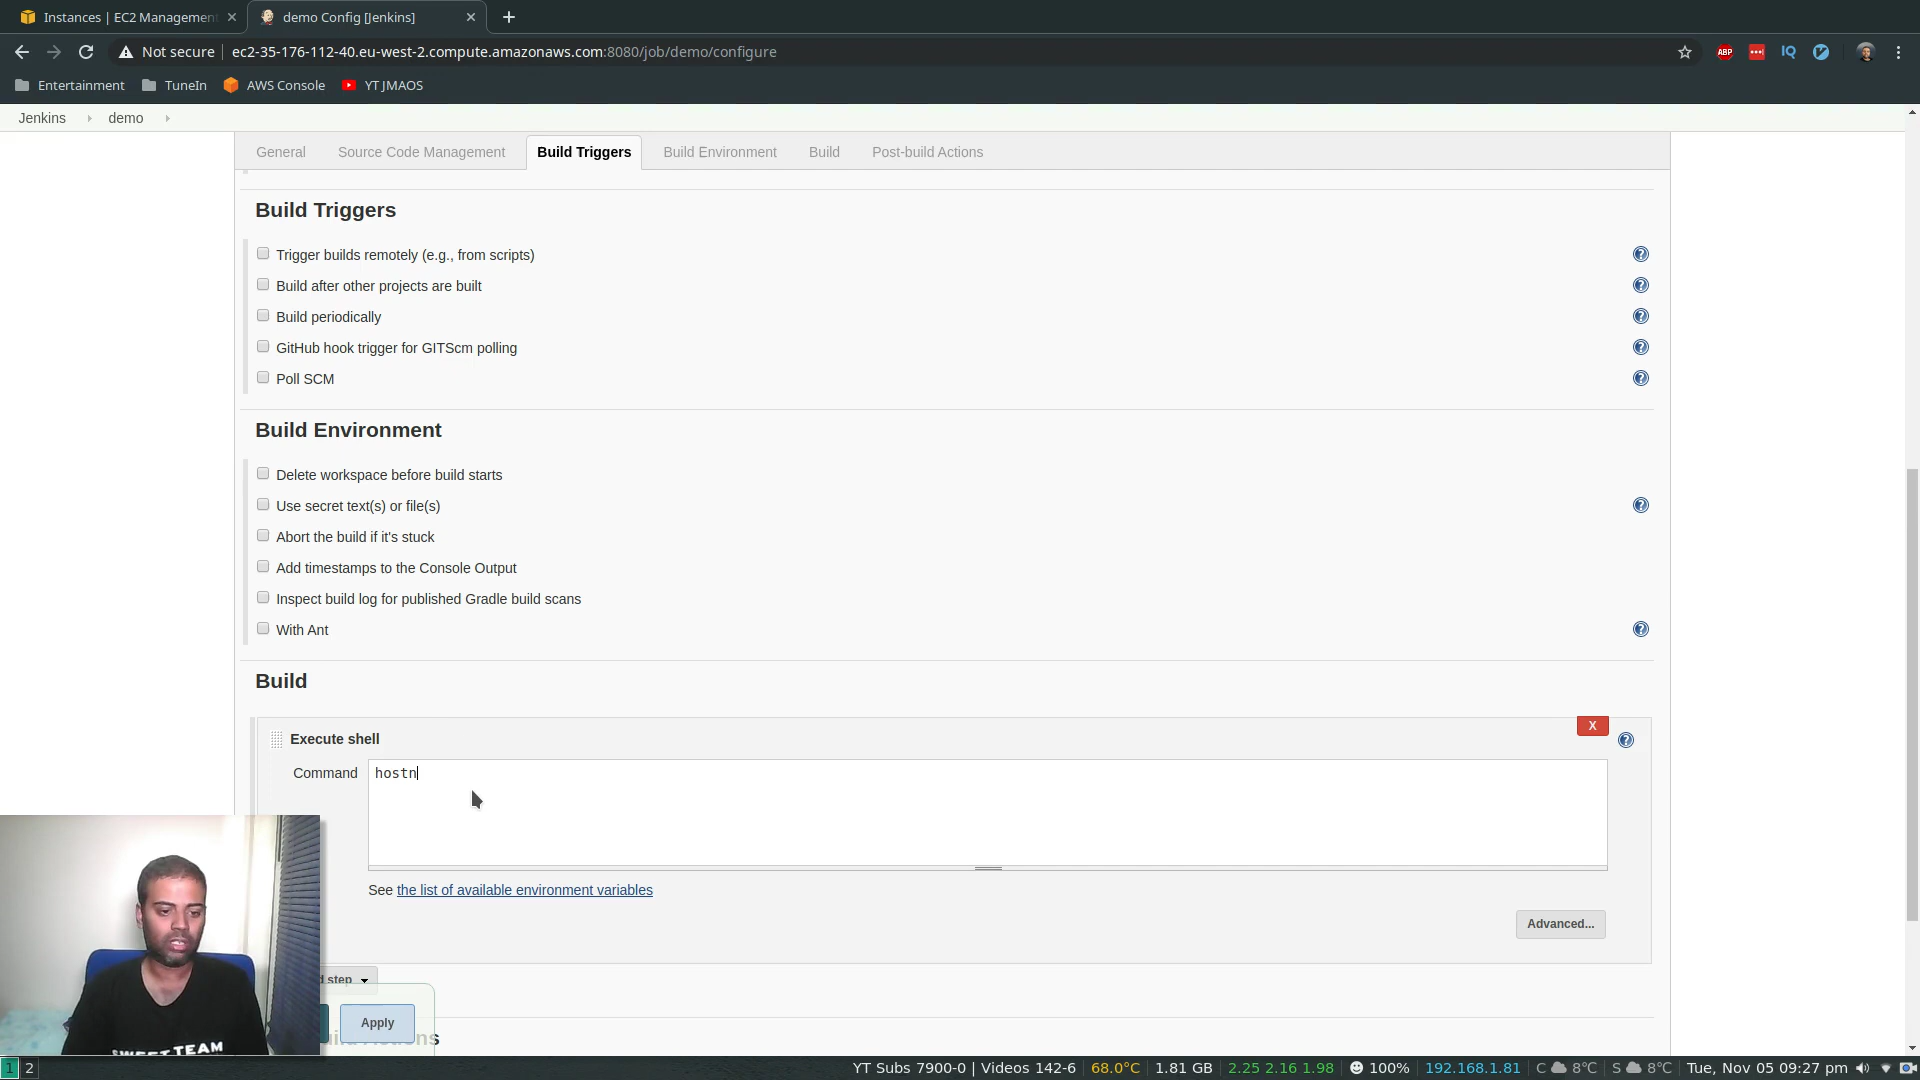 Instances | EC2 Management
demo Config [Jenkins]
Not secure
ec2-35-176-112-40.eu-west-2.compute.amazonaws.com:8080/job/demo/configure
ABP
IQ
Entertainment
TuneIn
AWS Console
YT JMAOS
Jenkins
demo
General
Source Code Management
Build Triggers
Build Environment
Build
Post-build Actions
Build Triggers
Trigger builds remotely (e.g., from scripts)
Build after other projects are built
Build periodically
GitHub hook trigger for GITScm polling
Poll SCM
Build Environment
Delete workspace before build starts
Use secret text(s) or file(s)
Abort the build if it's stuck
Add timestamps to the Console Output
Inspect build log for published Gradle build scans
With Ant
Build
X
Execute shell
Command
hostn
See the list of available environment variables
Advanced...
step
Apply
SWEET TEAM
1 2
YT Subs 7900-0 | Videos 142-6 | 68.0°C | 1.81 GB | 2.25 2.16 1.98 | 100% | 192.168.1.81 | C 8°C | S 8°C | Tue, Nov 05 09:27 pm